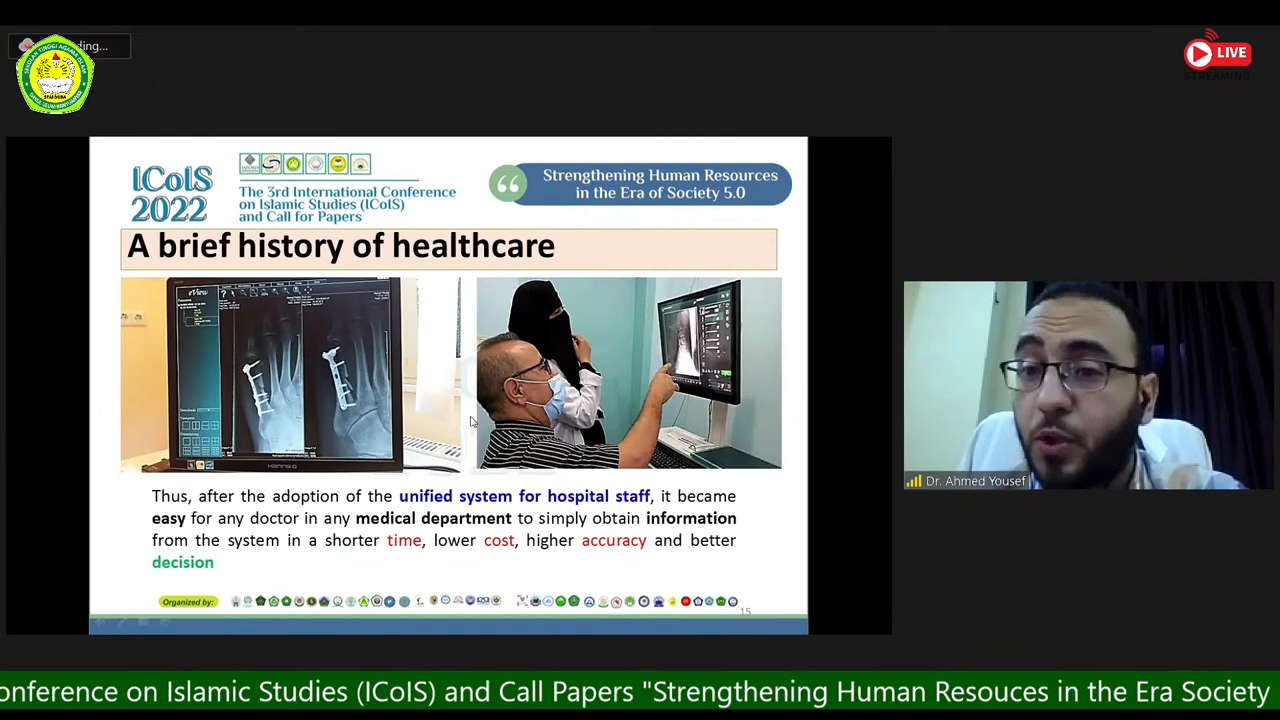 LIVE
STREAMING
ICoIS
2022
The 3rd International Conference
on Islamic Studies (ICoIS)
and Call for Papers
Strengthening Human Resources
in the Era of Society 5.0
A brief history of healthcare
HANNS.G
Thus, after the adoption of the unified system for hospital staff, it became
easy for any doctor in any medical department to simply obtain information
from the system in a shorter time, lower cost, higher accuracy and better
decision
Organized by:
15
Dr. Ahmed Yousef
onference on Islamic Studies (ICoIS) and Call Papers "Strengthening Human Resouces in the Era Society